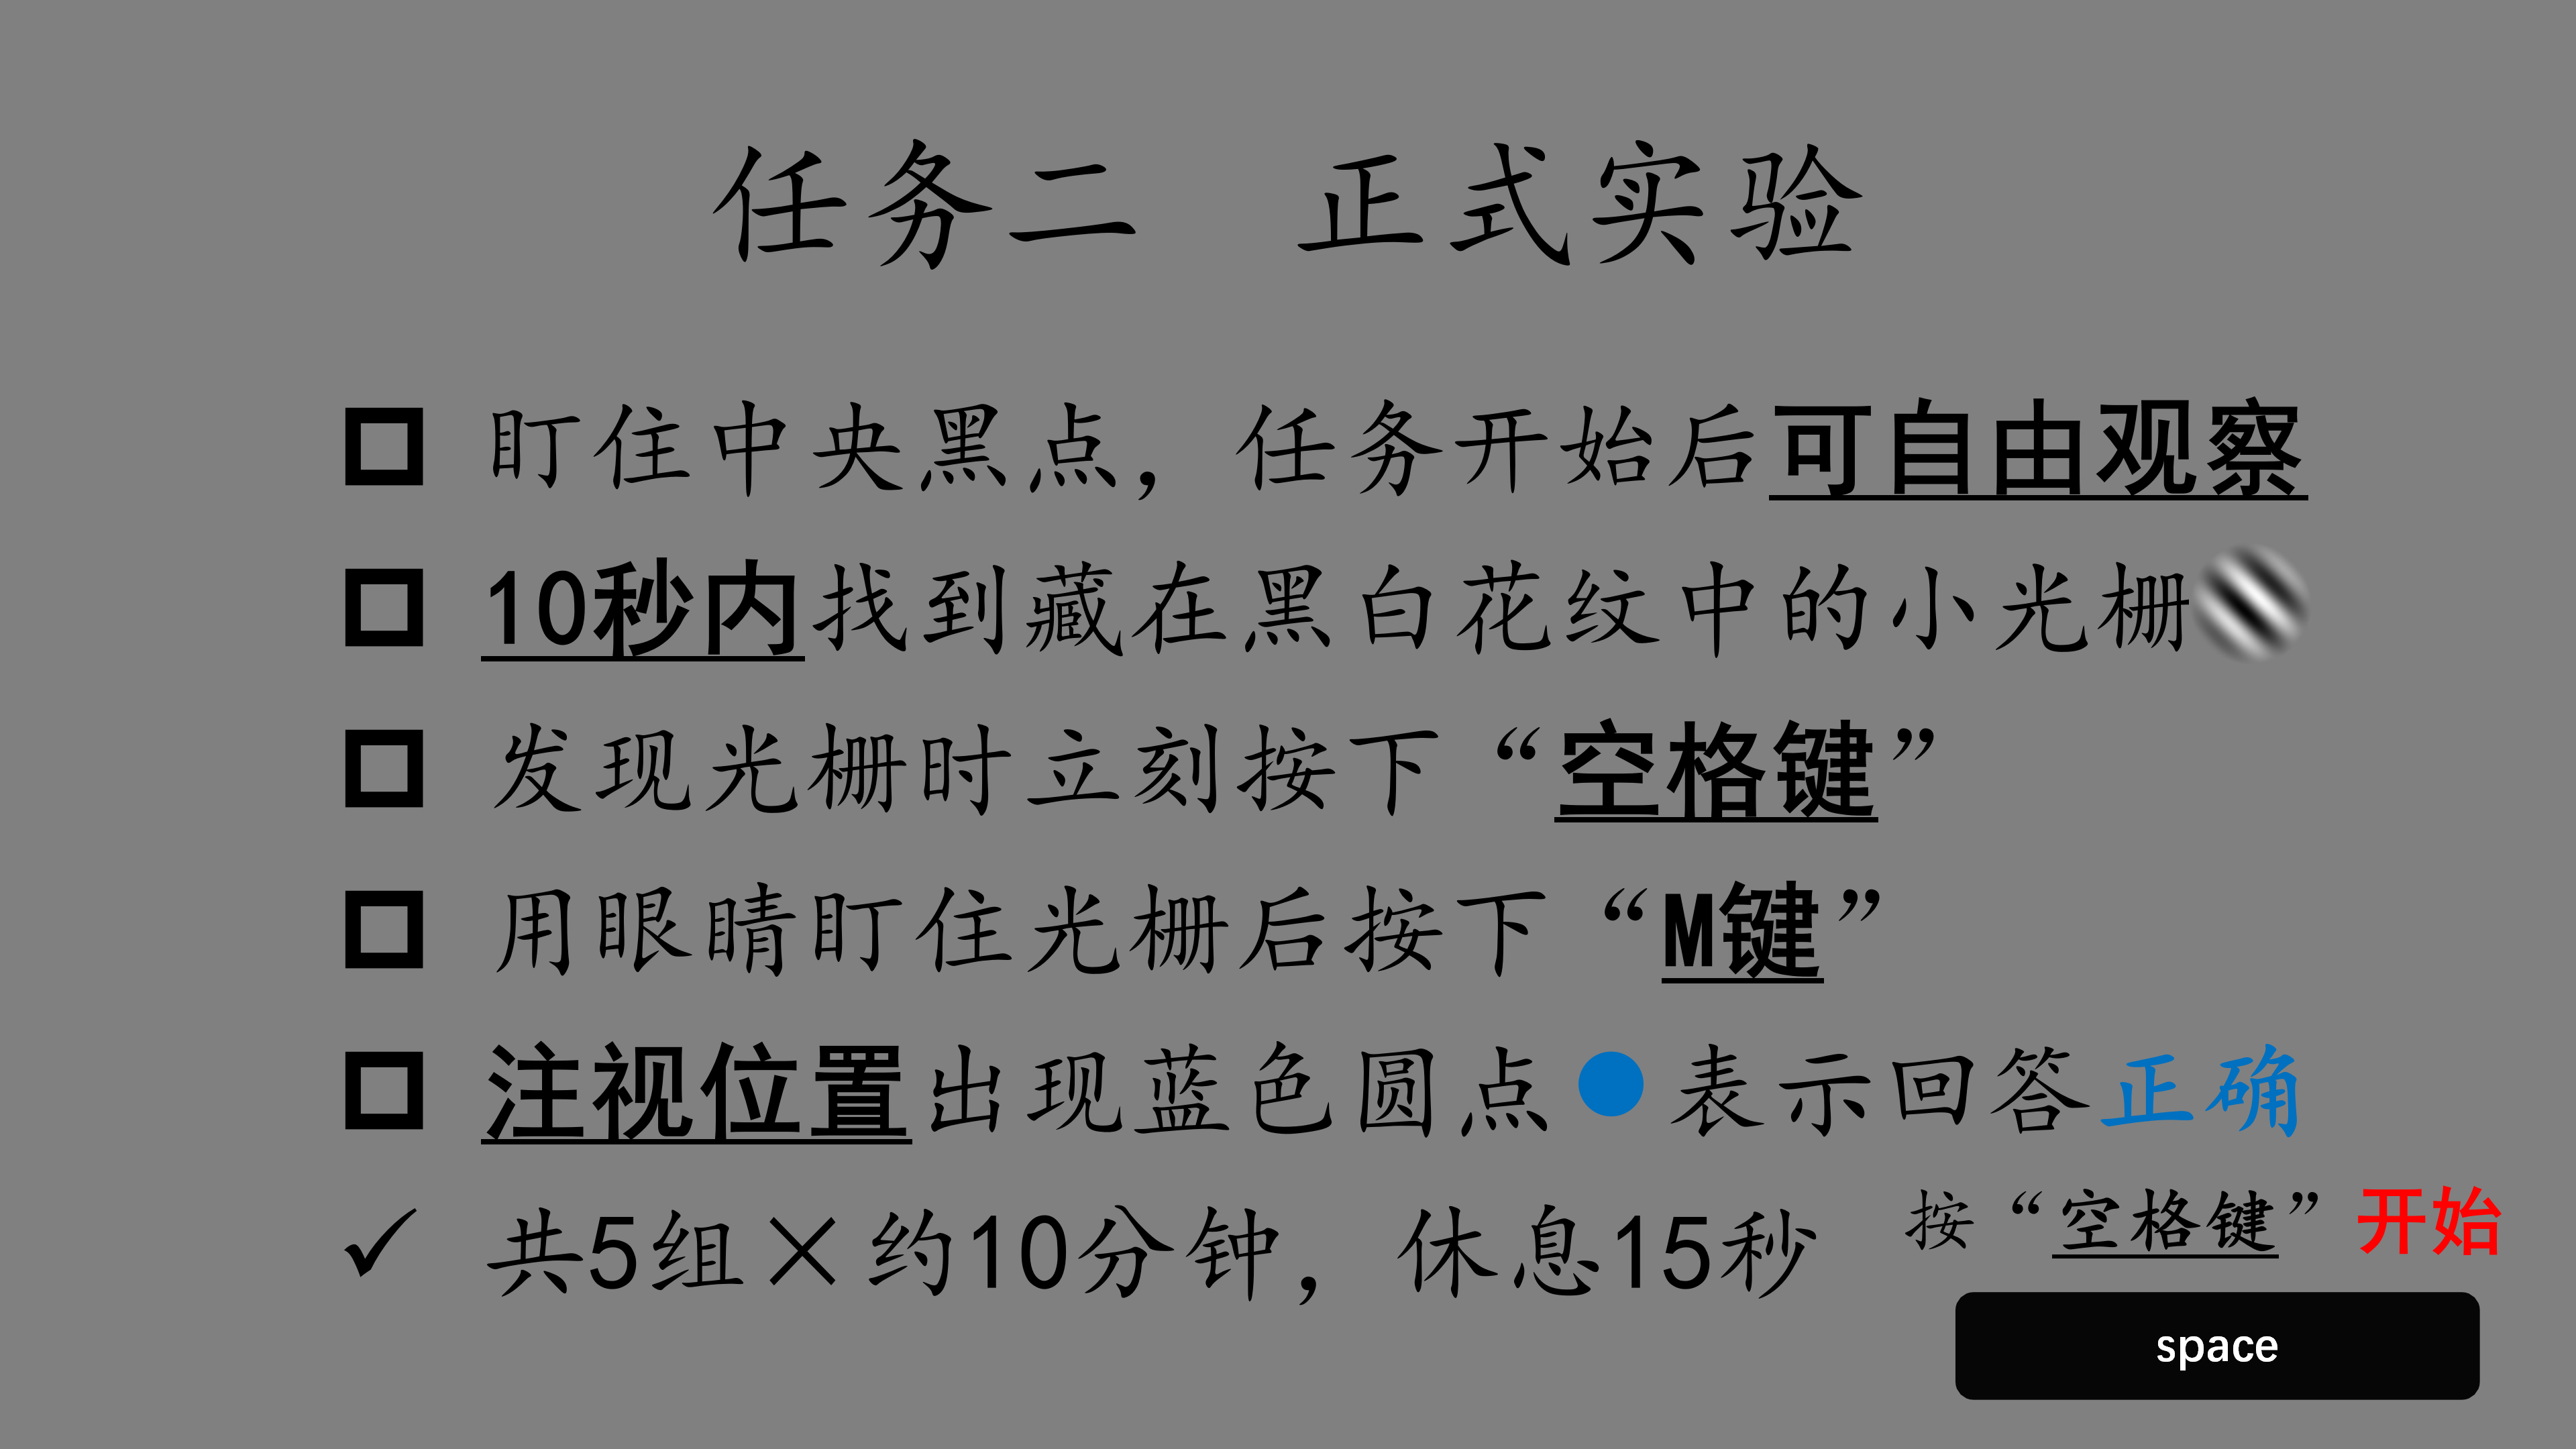 任务二 正式实验
盯住中央黑点，任务开始后可自由观察
10秒内找到藏在黑白花纹中的小光栅
发现光栅时立刻按下“空格键”
用眼睛盯住光栅后按下“M键”
注视位置出现蓝色圆点表示回答正确
共5组×约10分钟，休息15秒
按“空格键”开始
space